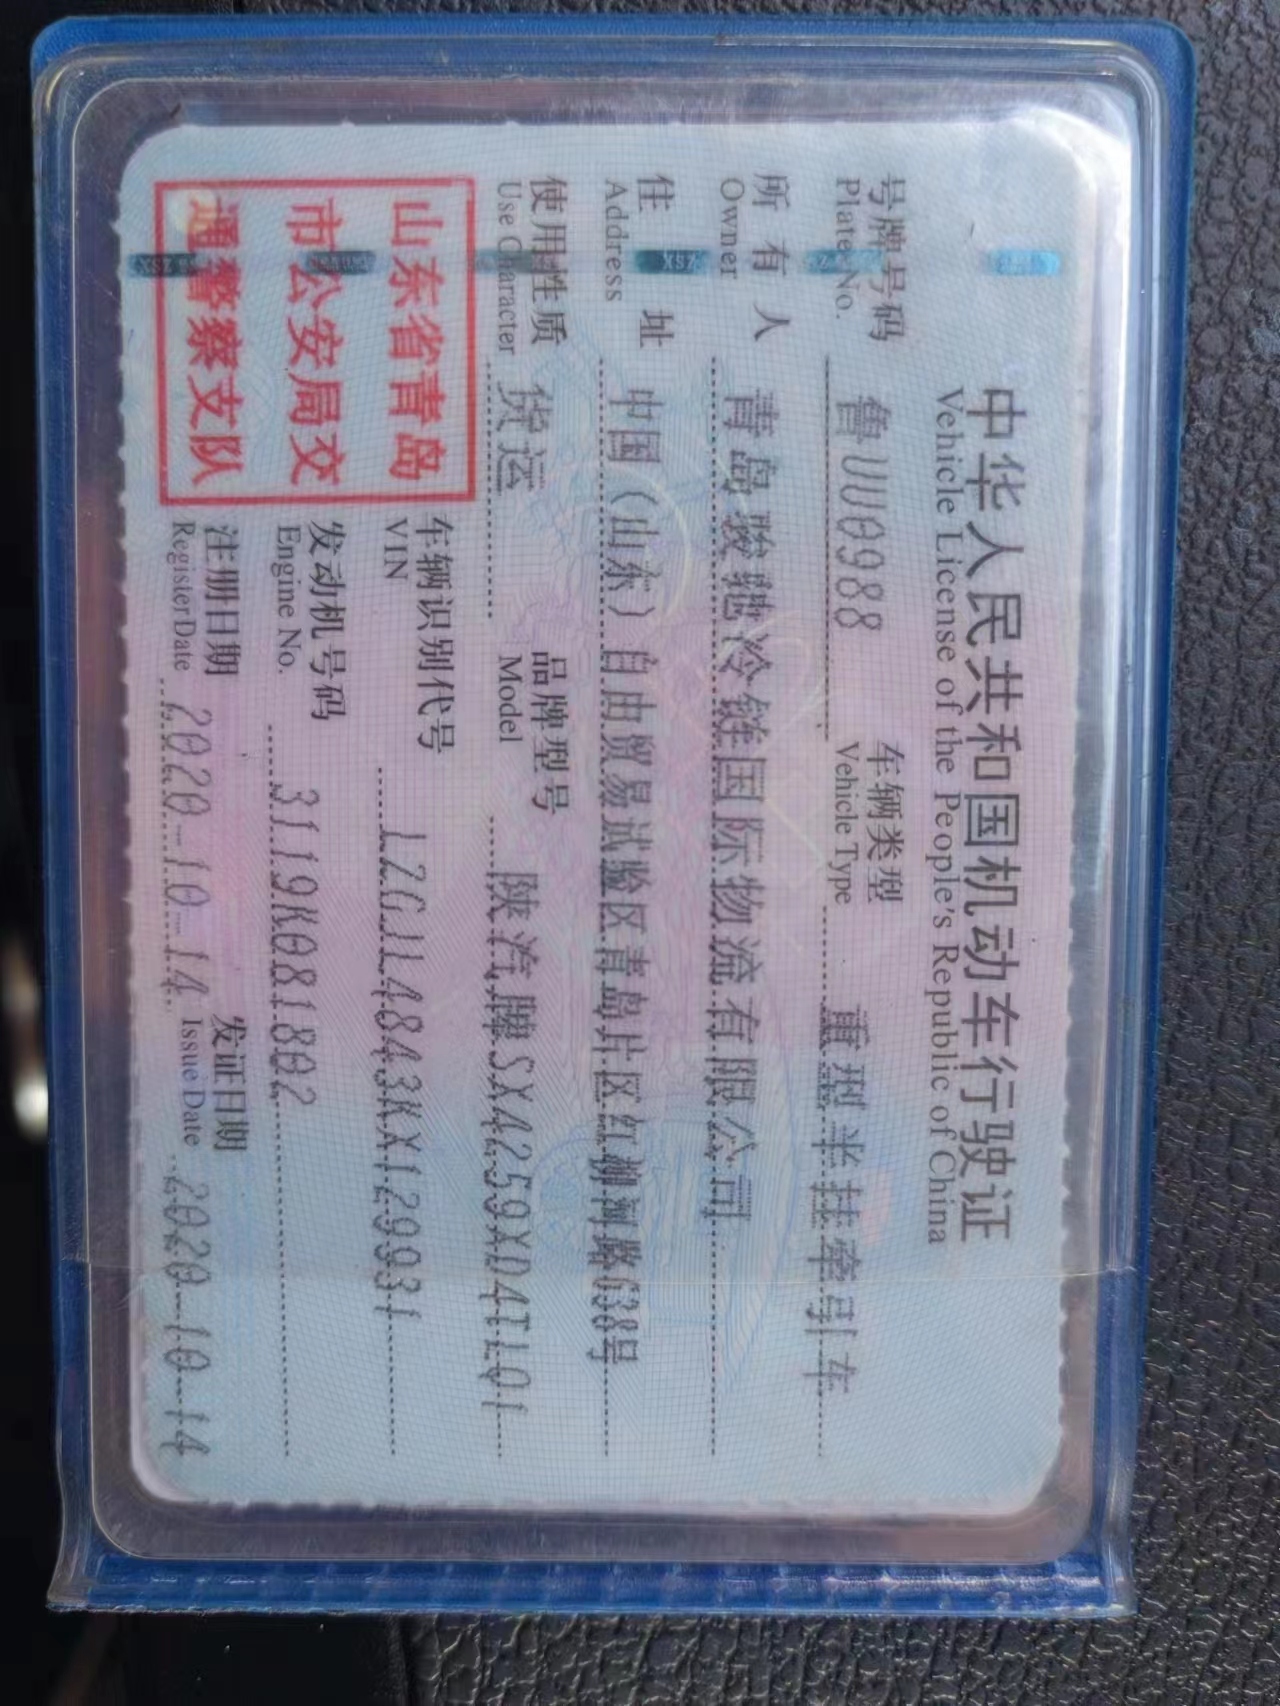 中华人民共和国机动车行驶证
Vehicle License of the People's Republic of China
号牌号码 鲁UU0988 车辆类型 重型半挂牵引车
Plate No. Vehicle Type
所有人 青岛骏驰冷链国际物流有限公司
Owner
住址 中国(山东)自由贸易试验区青岛片区红柳河路638号
Address
使用性质 货运 品牌型号 陕汽牌SX4259XD4TLQ1
Use Character Model
山东省青岛
市公安局交
通警察支队
车辆识别代号 LZGJL4843KX129931
VIN
发动机号码 3119K081802
Engine No.
注册日期 2020-10-14 发证日期 2020-10-14
Register Date Issue Date